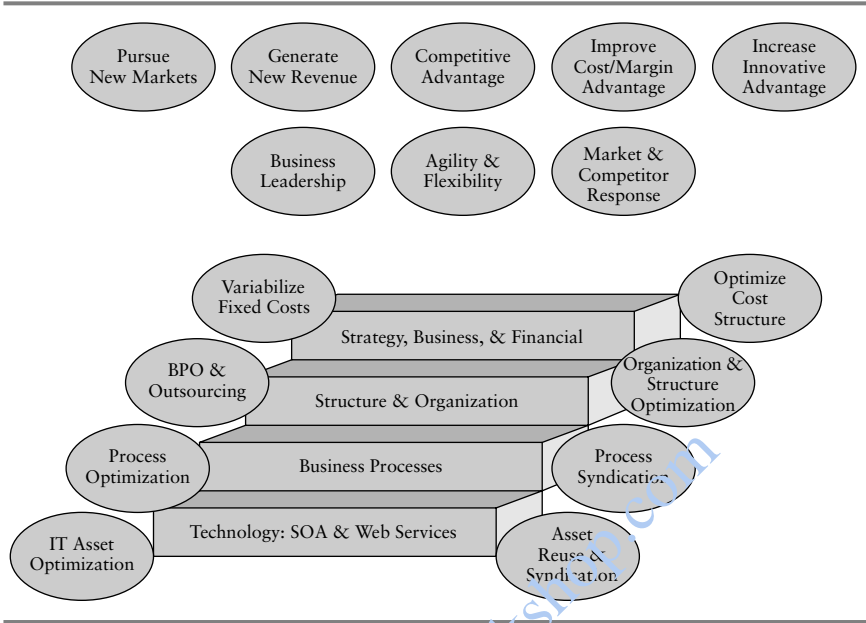 Pursue
New Markets
Generate
New Revenue
Competitive
Advantage
Improve
Cost/Margin
Advantage
Increase
Innovative
Advantage
Business
Leadership
Agility &
Flexibility
Market &
Competitor
Response
Variabilize
Fixed Costs
Optimize
Cost
Structure
Strategy, Business, & Financial
BPO &
Outsourcing
Organization &
Structure
Optimization
Structure & Organization
Process
Optimization
Business Processes
Process
Syndication
IT Asset
Optimization
Technology: SOA & Web Services
Asset
Reuse &
Syndication
kshop.com